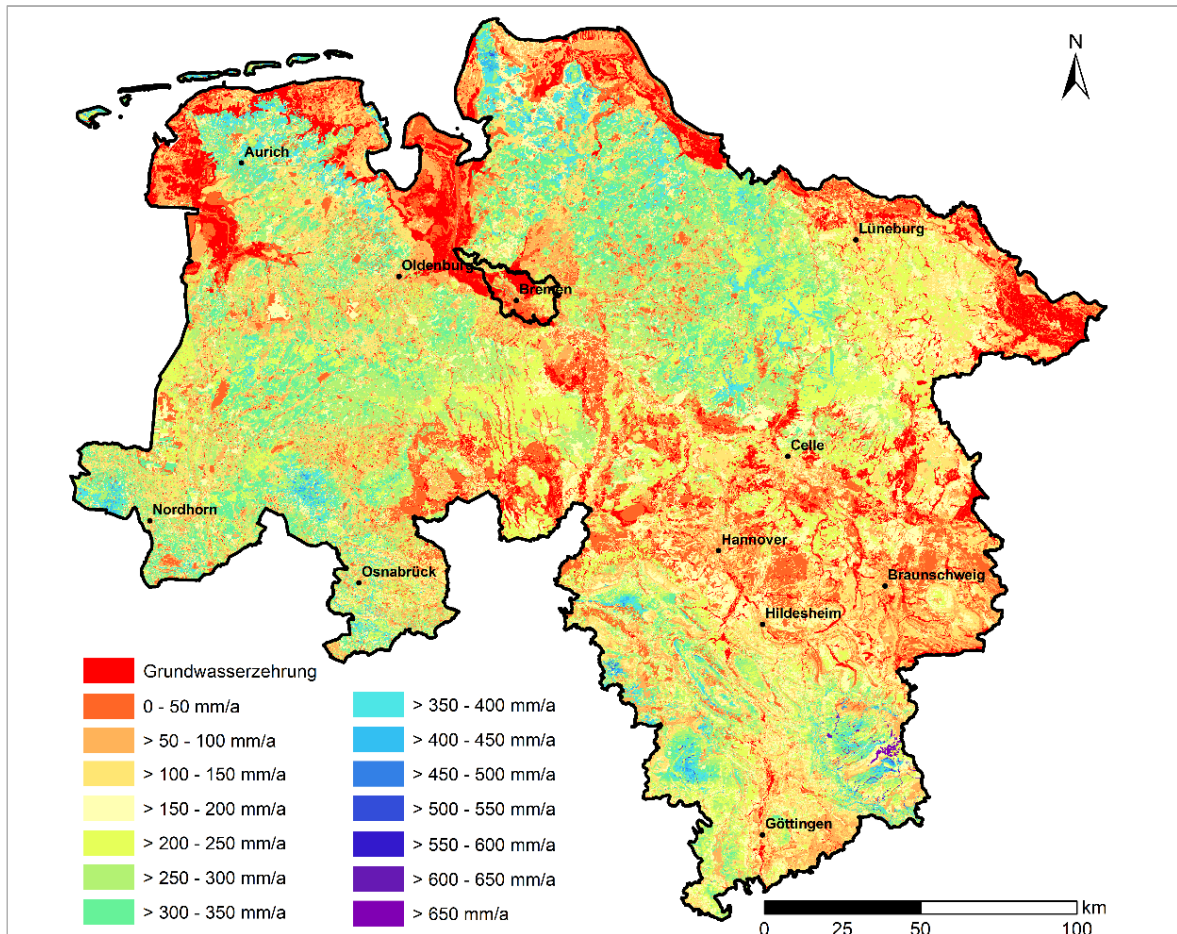 N
Aurich
Lüneburg
Oldenburg
Bremen
Celle
Nordhorn
Hannover
Osnabrück
Braunschweig
Hildesheim
Göttingen
Grundwasserzehrung
0 - 50 mm/a
> 50 - 100 mm/a
> 100 - 150 mm/a
> 150 - 200 mm/a
> 200 - 250 mm/a
> 250 - 300 mm/a
> 300 - 350 mm/a
> 350 - 400 mm/a
> 400 - 450 mm/a
> 450 - 500 mm/a
> 500 - 550 mm/a
> 550 - 600 mm/a
> 600 - 650 mm/a
> 650 mm/a
km
0 25 50 100